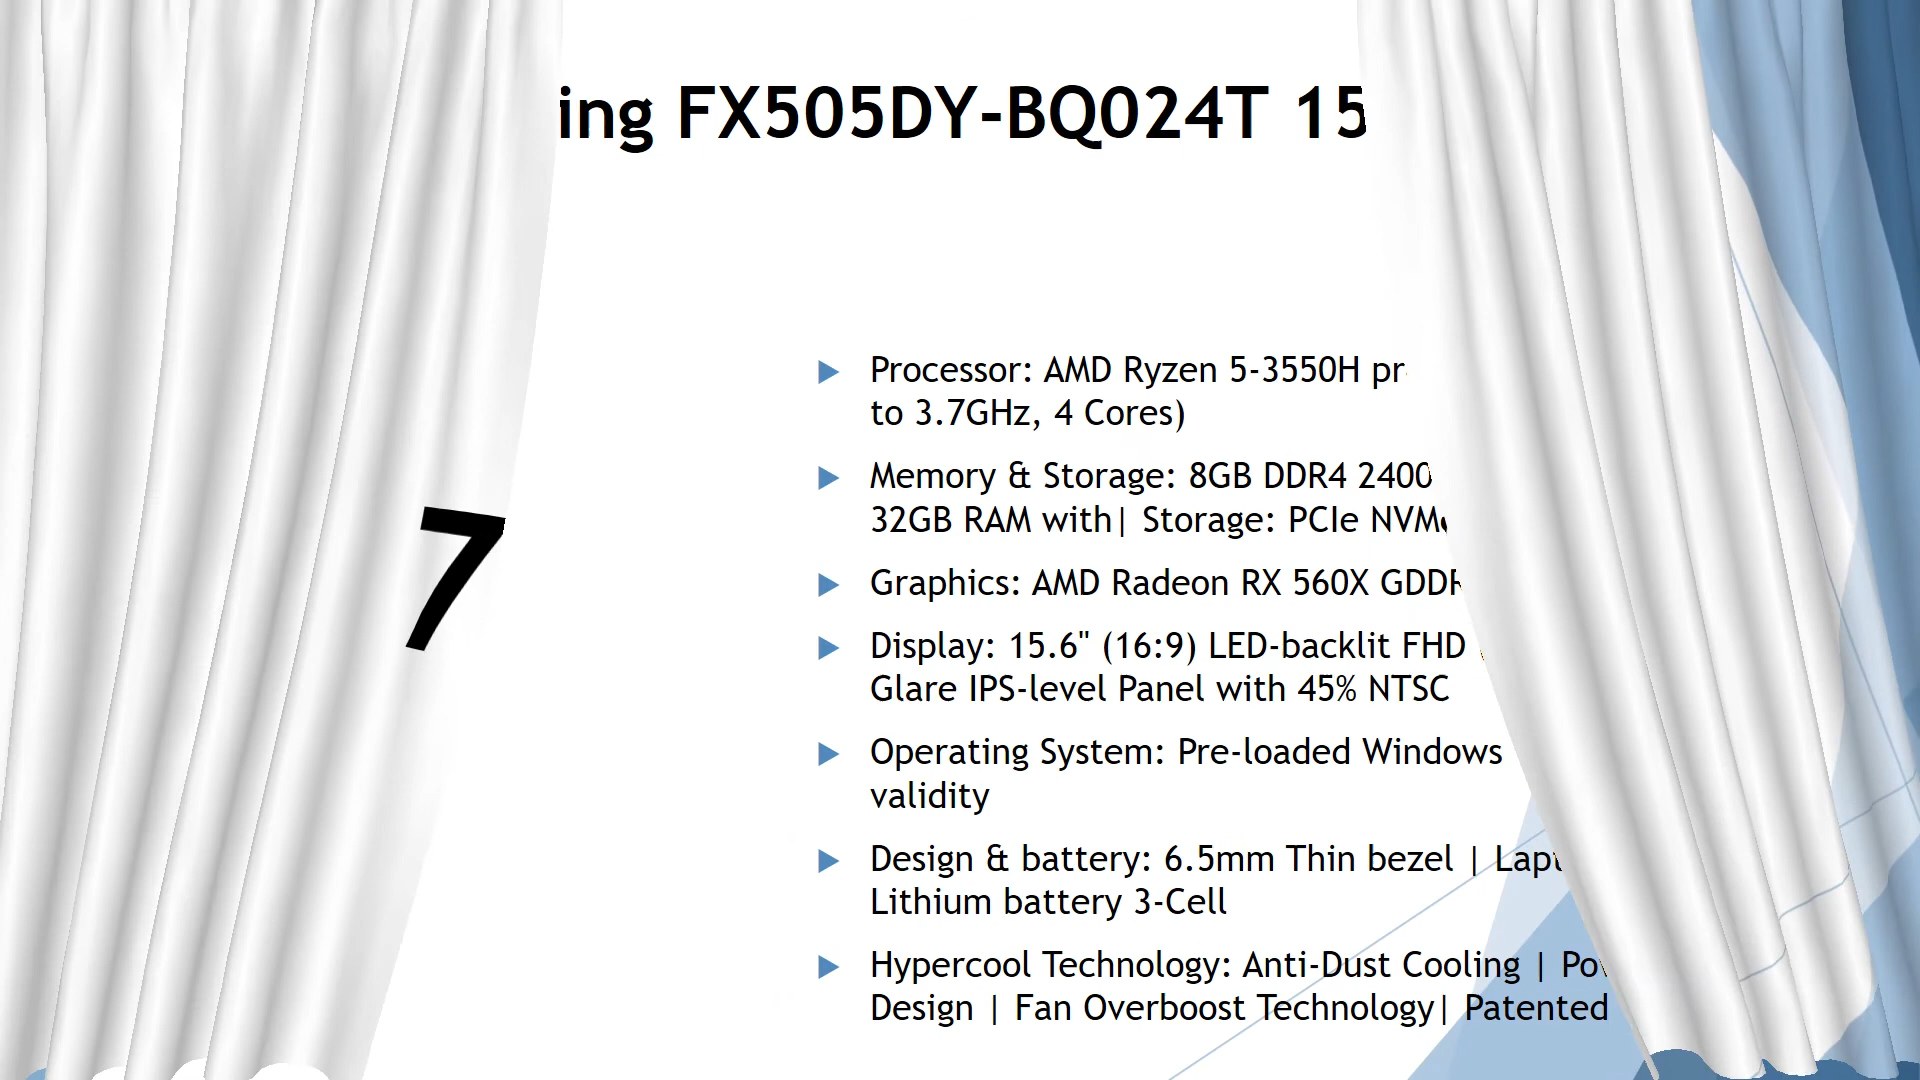 ing FX505DY-BQ024T 15
7
Processor: AMD Ryzen 5-3550H
to 3.7GHz, 4 Cores)
Memory & Storage: 8GB DDR4 2400
32GB RAM with| Storage: PCIe
Graphics: AMD Radeon RX 560X
Display: 15.6" (16:9) LED-backlit FHD
Glare IPS-level Panel with 45% NTSC
Operating System: Pre-loaded Windows
validity
Design & battery: 6.5mm Thin bezel |
Lithium battery 3-Cell
Hypercool Technology: Anti-Dust Cooling |
Design | Fan Overboost Technology| Patented